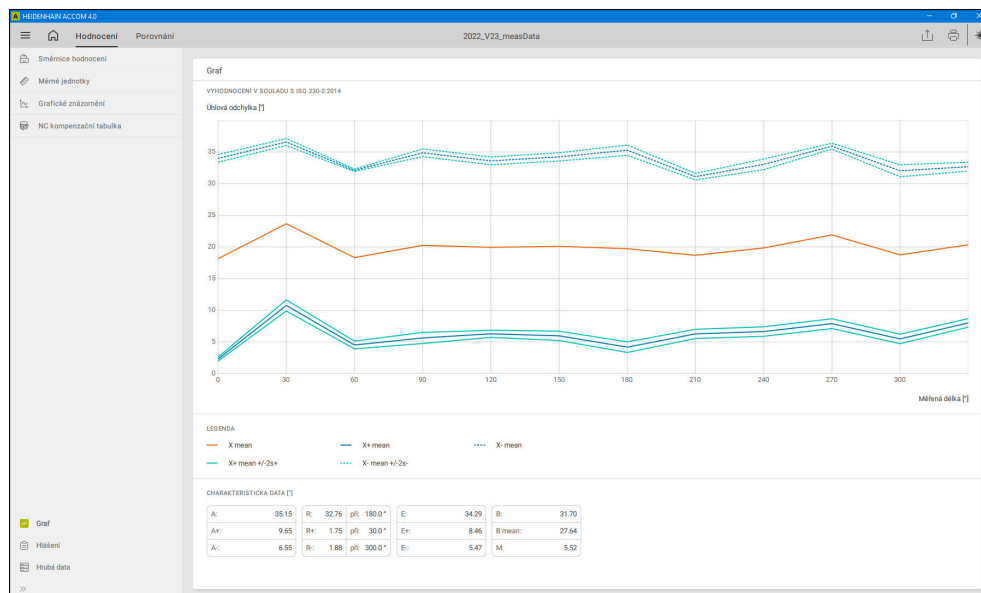 HEIDENHAIN ACCOM 4.0
Hodnocení Porovnání 2022_V23_measData
Směrnice hodnocení
Měrné jednotky
Grafické znázornění
NC kompenzační tabulka
Graf
VYHODNOCENÍ V SOULADU S ISO 230-2:2014
Úhlová odchylka ["]
35
30
25
20
15
10
5
0
0 30 60 90 120 150 180 210 240 270 300
Měřená délka [°]
LEGENDA
X mean X+ mean X- mean
X+ mean +/-2s+ X- mean +/-2s-
CHARAKTERISTICKA DATA ["]
A: 35.15 R: 32.76 při: 180.0 ° E: 34.29 B: 31.70
A+: 9.65 R+: 1.75 při: 30.0 ° E+: 8.46 B mean: 27.64
A-: 6.55 R-: 1.88 při: 300.0 ° E-: 5.47 M: 5.52
Graf
Hlášení
Hrubá data